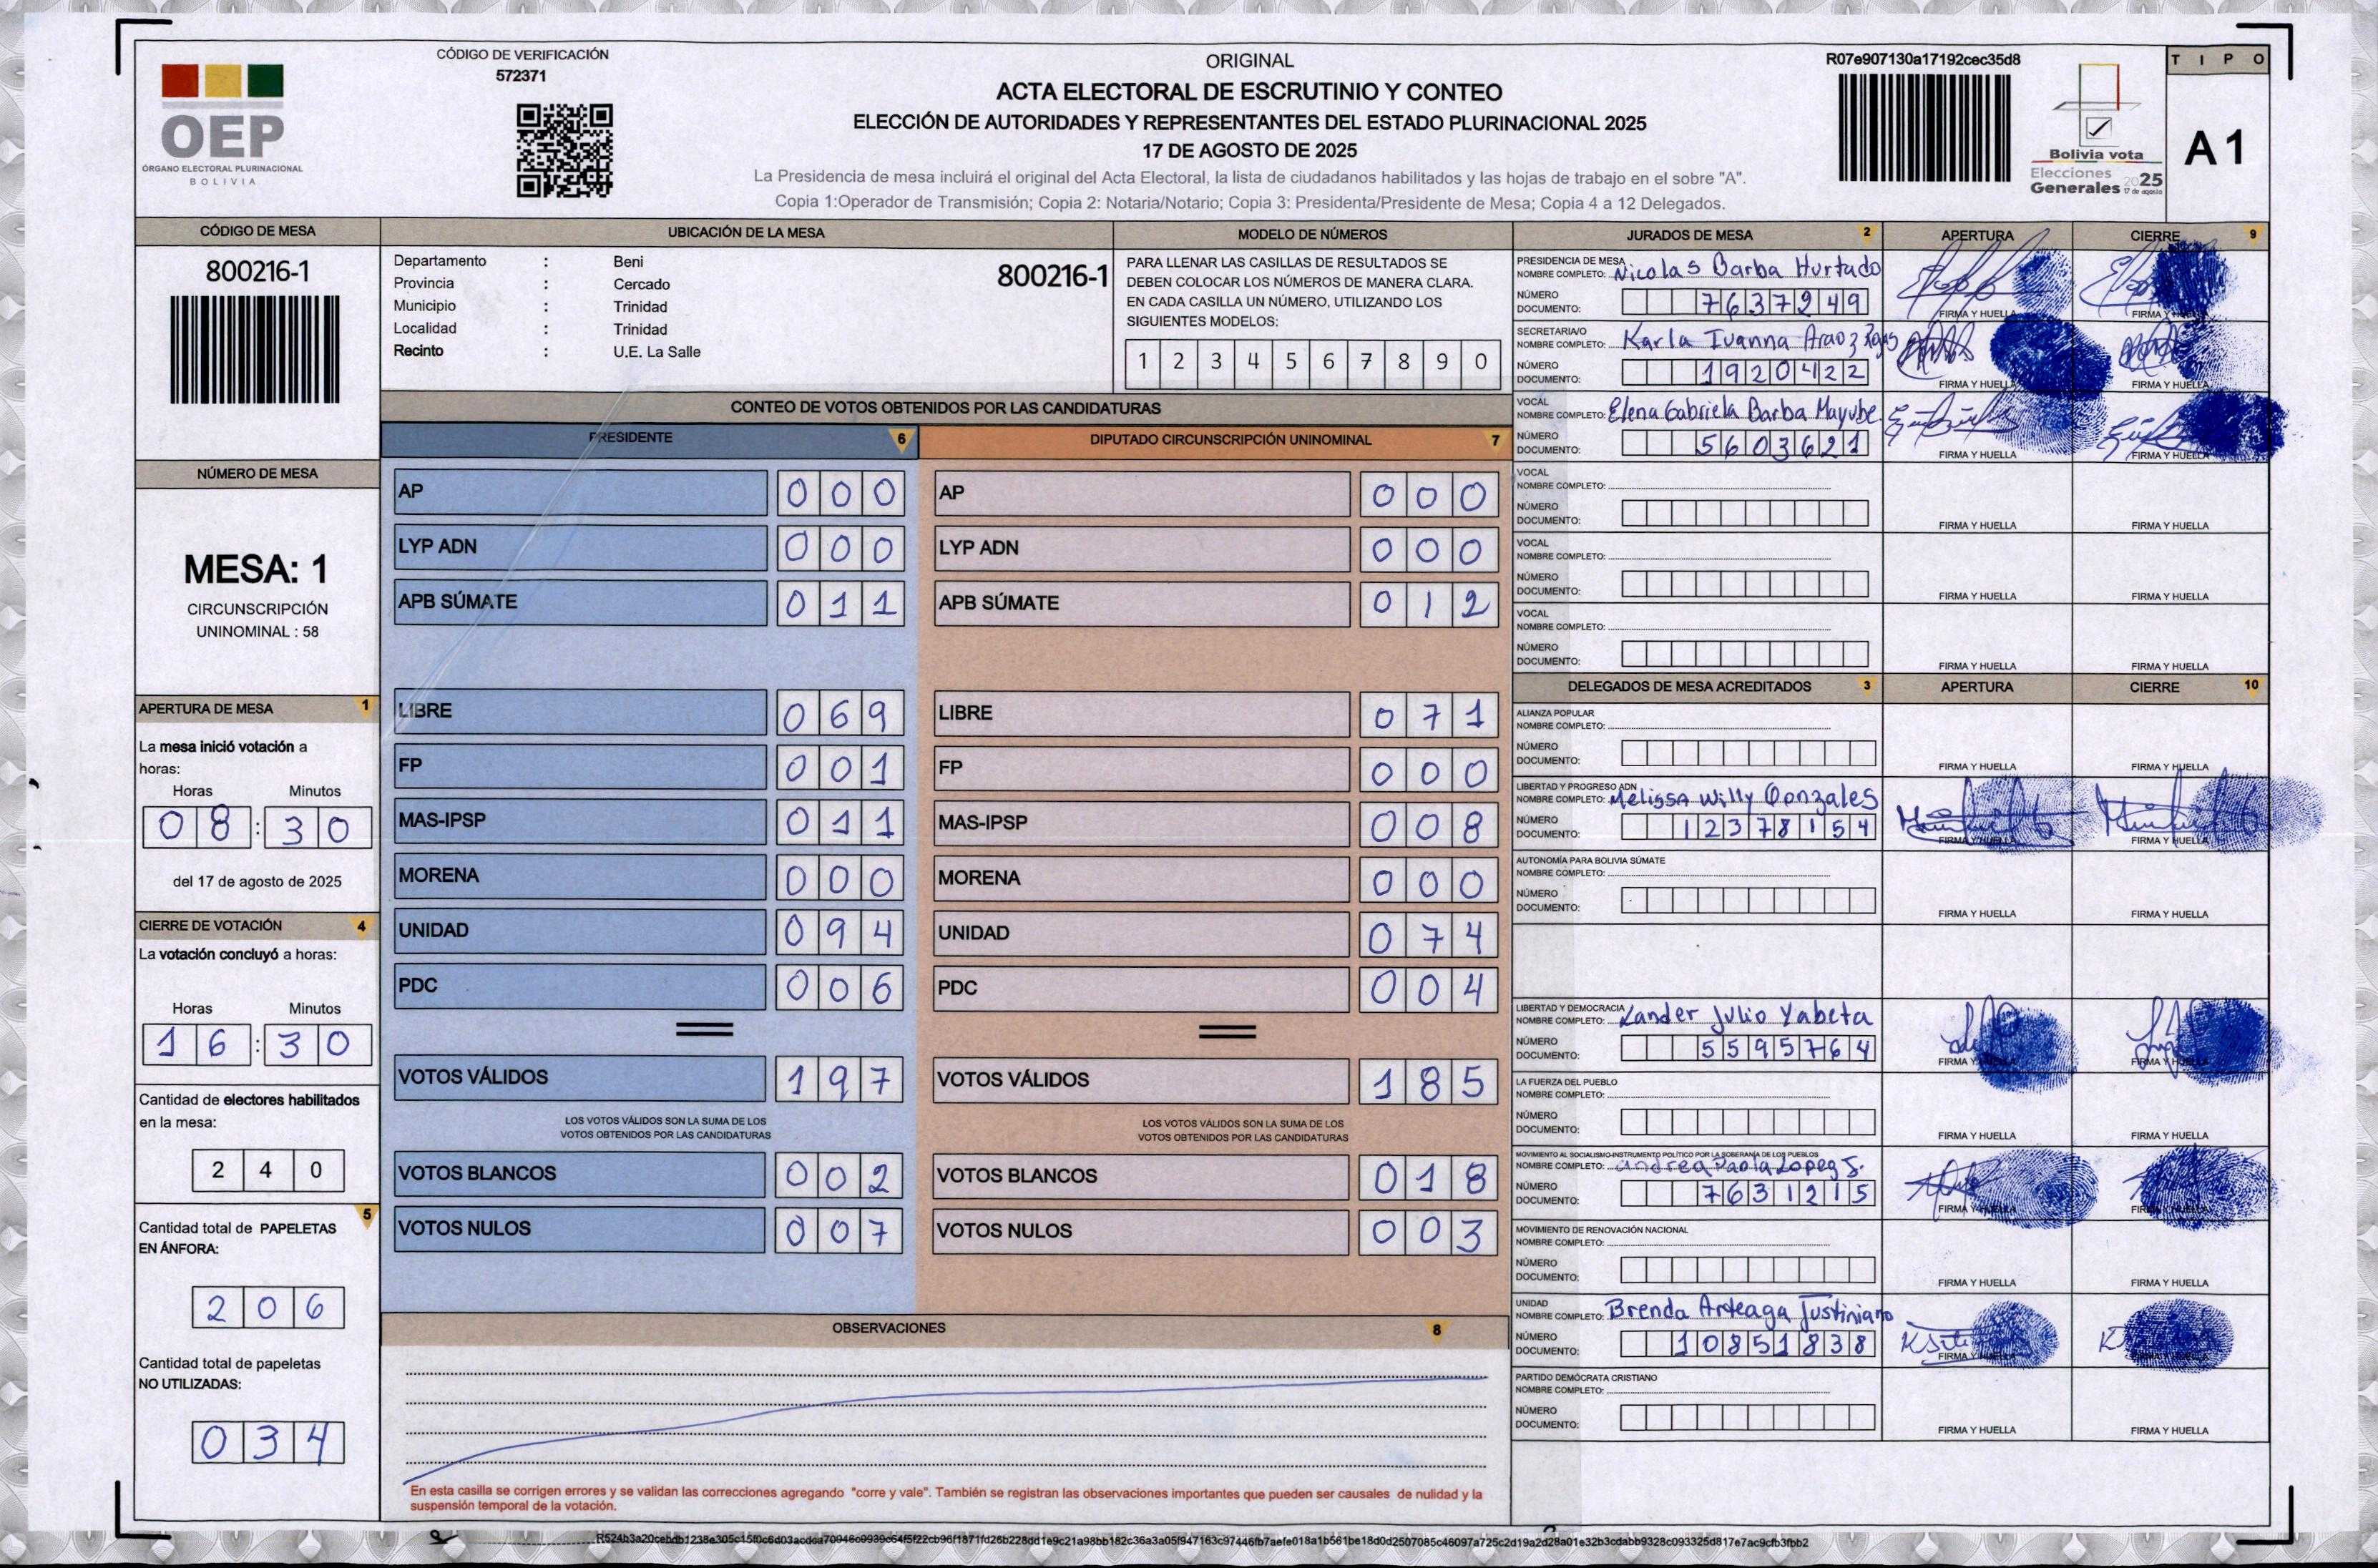 CÓDIGO DE VERIFICACIÓN
572371
OEP
ÓRGANO ELECTORAL PLURINACIONAL
BOLIVIA
ORIGINAL
ACTA ELECTORAL DE ESCRUTINIO Y CONTEO
ELECCIÓN DE AUTORIDADES Y REPRESENTANTES DEL ESTADO PLURINACIONAL 2025
17 DE AGOSTO DE 2025
La Presidencia de mesa incluirá el original del Acta Electoral, la lista de ciudadanos habilitados y las hojas de trabajo en el sobre "A".
Copia 1:Operador de Transmisión; Copia 2: Notaria/Notario; Copia 3: Presidenta/Presidente de Mesa; Copia 4 a 12 Delegados.
R07e907130a17192cec35d8
Bolivia vota
Elecciones
Generales 2025
17 de agosto
TIPO
A1
CÓDIGO DE MESA
800216-1
NÚMERO DE MESA
MESA: 1
CIRCUNSCRIPCIÓN
UNINOMINAL : 58
APERTURA DE MESA 1
La mesa inició votación a
horas:
Horas Minutos
08:30
del 17 de agosto de 2025
CIERRE DE VOTACIÓN 4
La votación concluyó a horas:
Horas Minutos
16:30
Cantidad de electores habilitados
en la mesa:
240
5
Cantidad total de PAPELETAS
EN ÁNFORA:
206
Cantidad total de papeletas
NO UTILIZADAS:
034
UBICACIÓN DE LA MESA
Departamento : Beni
800216-1
Provincia : Cercado
Municipio : Trinidad
Localidad : Trinidad
Recinto : U.E. La Salle
MODELO DE NÚMEROS
PARA LLENAR LAS CASILLAS DE RESULTADOS SE
DEBEN COLOCAR LOS NÚMEROS DE MANERA CLARA.
EN CADA CASILLA UN NÚMERO, UTILIZANDO LOS
SIGUIENTES MODELOS:
1 2 3 4 5 6 7 8 9 0
CONTEO DE VOTOS OBTENIDOS POR LAS CANDIDATURAS
PRESIDENTE 6
AP 000
LYP ADN 000
APB SÚMATE 011
LIBRE 069
FP 001
MAS-IPSP 011
MORENA 000
UNIDAD 094
PDC 006
=
VOTOS VÁLIDOS 197
LOS VOTOS VÁLIDOS SON LA SUMA DE LOS
VOTOS OBTENIDOS POR LAS CANDIDATURAS
VOTOS BLANCOS 002
VOTOS NULOS 007
DIPUTADO CIRCUNSCRIPCIÓN UNINOMINAL 7
AP 000
LYP ADN 000
APB SÚMATE 012
LIBRE 071
FP 000
MAS-IPSP 008
MORENA 000
UNIDAD 074
PDC 004
=
VOTOS VÁLIDOS 185
LOS VOTOS VÁLIDOS SON LA SUMA DE LOS
VOTOS OBTENIDOS POR LAS CANDIDATURAS
VOTOS BLANCOS 018
VOTOS NULOS 003
OBSERVACIONES 8
En esta casilla se corrigen errores y se validan las correcciones agregando "corre y vale". También se registran las observaciones importantes que pueden ser causales de nulidad y la
suspensión temporal de la votación.
JURADOS DE MESA 2 APERTURA CIERRE 9
PRESIDENCIA DE MESA
NOMBRE COMPLETO: Nicolas Barba Hurtado
NÚMERO
DOCUMENTO: 7637249
FIRMA Y HUELLA FIRMA Y HUELLA
SECRETARIA/O
NOMBRE COMPLETO: Karla Ivanna Araoz Rojas
NÚMERO
DOCUMENTO: 1920422
FIRMA Y HUELLA FIRMA Y HUELLA
VOCAL
NOMBRE COMPLETO: Elena Gabriela Barba Mayube
NÚMERO
DOCUMENTO: 5603621
FIRMA Y HUELLA FIRMA Y HUELLA
VOCAL
NOMBRE COMPLETO:
NÚMERO
DOCUMENTO:
FIRMA Y HUELLA FIRMA Y HUELLA
VOCAL
NOMBRE COMPLETO:
NÚMERO
DOCUMENTO:
FIRMA Y HUELLA FIRMA Y HUELLA
VOCAL
NOMBRE COMPLETO:
NÚMERO
DOCUMENTO:
FIRMA Y HUELLA FIRMA Y HUELLA
DELEGADOS DE MESA ACREDITADOS 3 APERTURA CIERRE 10
ALIANZA POPULAR
NOMBRE COMPLETO:
NÚMERO
DOCUMENTO:
FIRMA Y HUELLA FIRMA Y HUELLA
LIBERTAD Y PROGRESO ADN
NOMBRE COMPLETO: Melissa Willy Gonzales
NÚMERO
DOCUMENTO: 12378154
FIRMA Y HUELLA FIRMA Y HUELLA
AUTONOMÍA PARA BOLIVIA SÚMATE
NOMBRE COMPLETO:
NÚMERO
DOCUMENTO:
FIRMA Y HUELLA FIRMA Y HUELLA
LIBERTAD Y DEMOCRACIA
NOMBRE COMPLETO: Xander Julio Yabeta
NÚMERO
DOCUMENTO: 5595764
FIRMA Y HUELLA FIRMA Y HUELLA
LA FUERZA DEL PUEBLO
NOMBRE COMPLETO:
NÚMERO
DOCUMENTO:
FIRMA Y HUELLA FIRMA Y HUELLA
MOVIMIENTO AL SOCIALISMO-INSTRUMENTO POLÍTICO POR LA SOBERANÍA DE LOS PUEBLOS
NOMBRE COMPLETO: Andrea Paola Lopez S.
NÚMERO
DOCUMENTO: 7631215
FIRMA Y HUELLA FIRMA Y HUELLA
MOVIMIENTO DE RENOVACIÓN NACIONAL
NOMBRE COMPLETO:
NÚMERO
DOCUMENTO:
FIRMA Y HUELLA FIRMA Y HUELLA
UNIDAD
NOMBRE COMPLETO: Brenda Arteaga Justiniano
NÚMERO
DOCUMENTO: 10851838
FIRMA Y HUELLA FIRMA Y HUELLA
PARTIDO DEMÓCRATA CRISTIANO
NOMBRE COMPLETO:
NÚMERO
DOCUMENTO:
FIRMA Y HUELLA FIRMA Y HUELLA